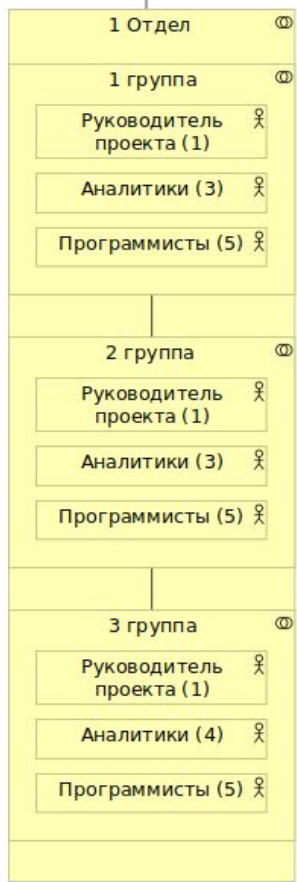 1 Отдел
1 группа
Руководитель
проекта (1)
Аналитики (3)
Программисты (5)
2 группа
Руководитель
проекта (1)
Аналитики (3)
Программисты (5)
3 группа
Руководитель
проекта (1)
Аналитики (4)
Программисты (5)